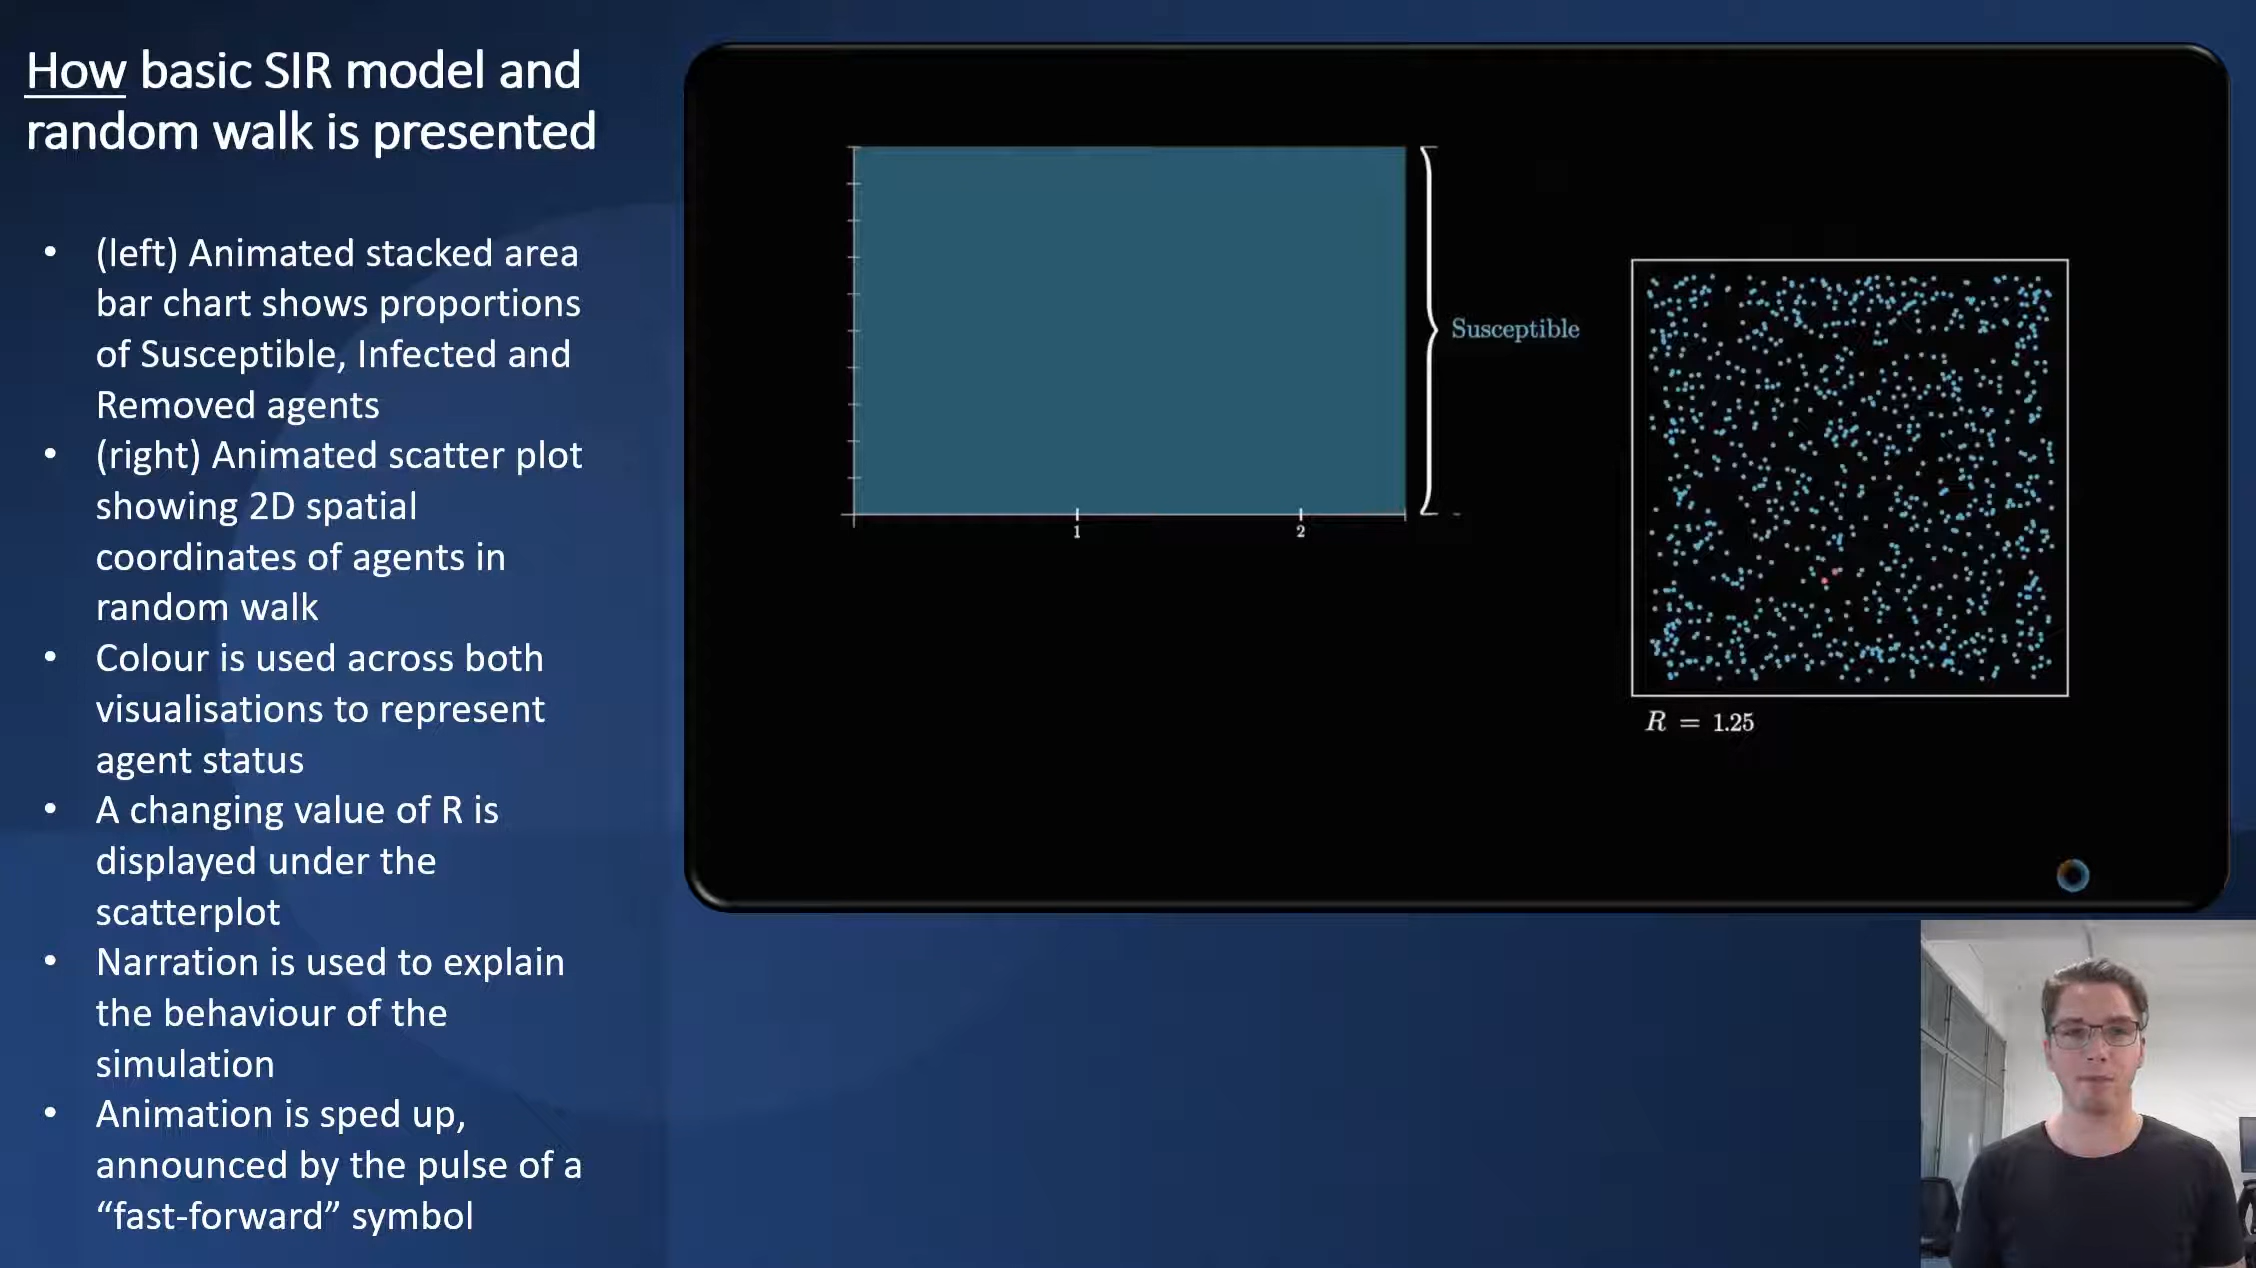 How basic SIR model and
random walk is presented
• (left) Animated stacked area
bar chart shows proportions
of Susceptible, Infected and
Removed agents
• (right) Animated scatter plot
showing 2D spatial
coordinates of agents in
random walk
• Colour is used across both
visualisations to represent
agent status
• A changing value of R is
displayed under the
scatterplot
• Narration is used to explain
the behaviour of the
simulation
• Animation is sped up,
announced by the pulse of a
“fast-forward” symbol
Susceptible
1 2
R = 1.25